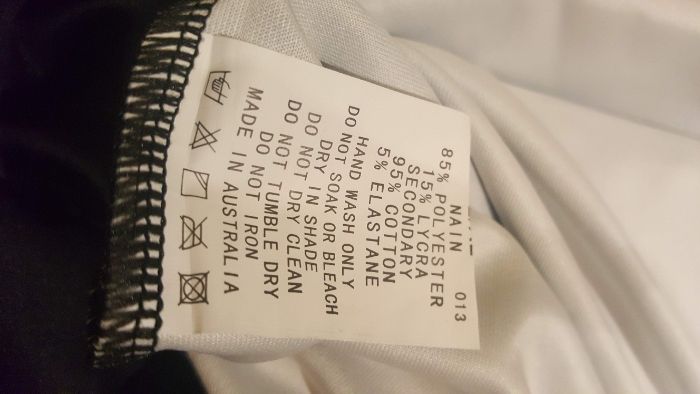 NAIN 013
85% POLYESTER
15% LYCRA
SECONDARY
95% COTTON
5% ELASTANE
HAND WASH ONLY
DO NOT SOAK OR BLEACH
DRY IN SHADE
DO NOT DRY CLEAN
DO NOT TUMBLE DRY
DO NOT IRON
MADE IN AUSTRALIA